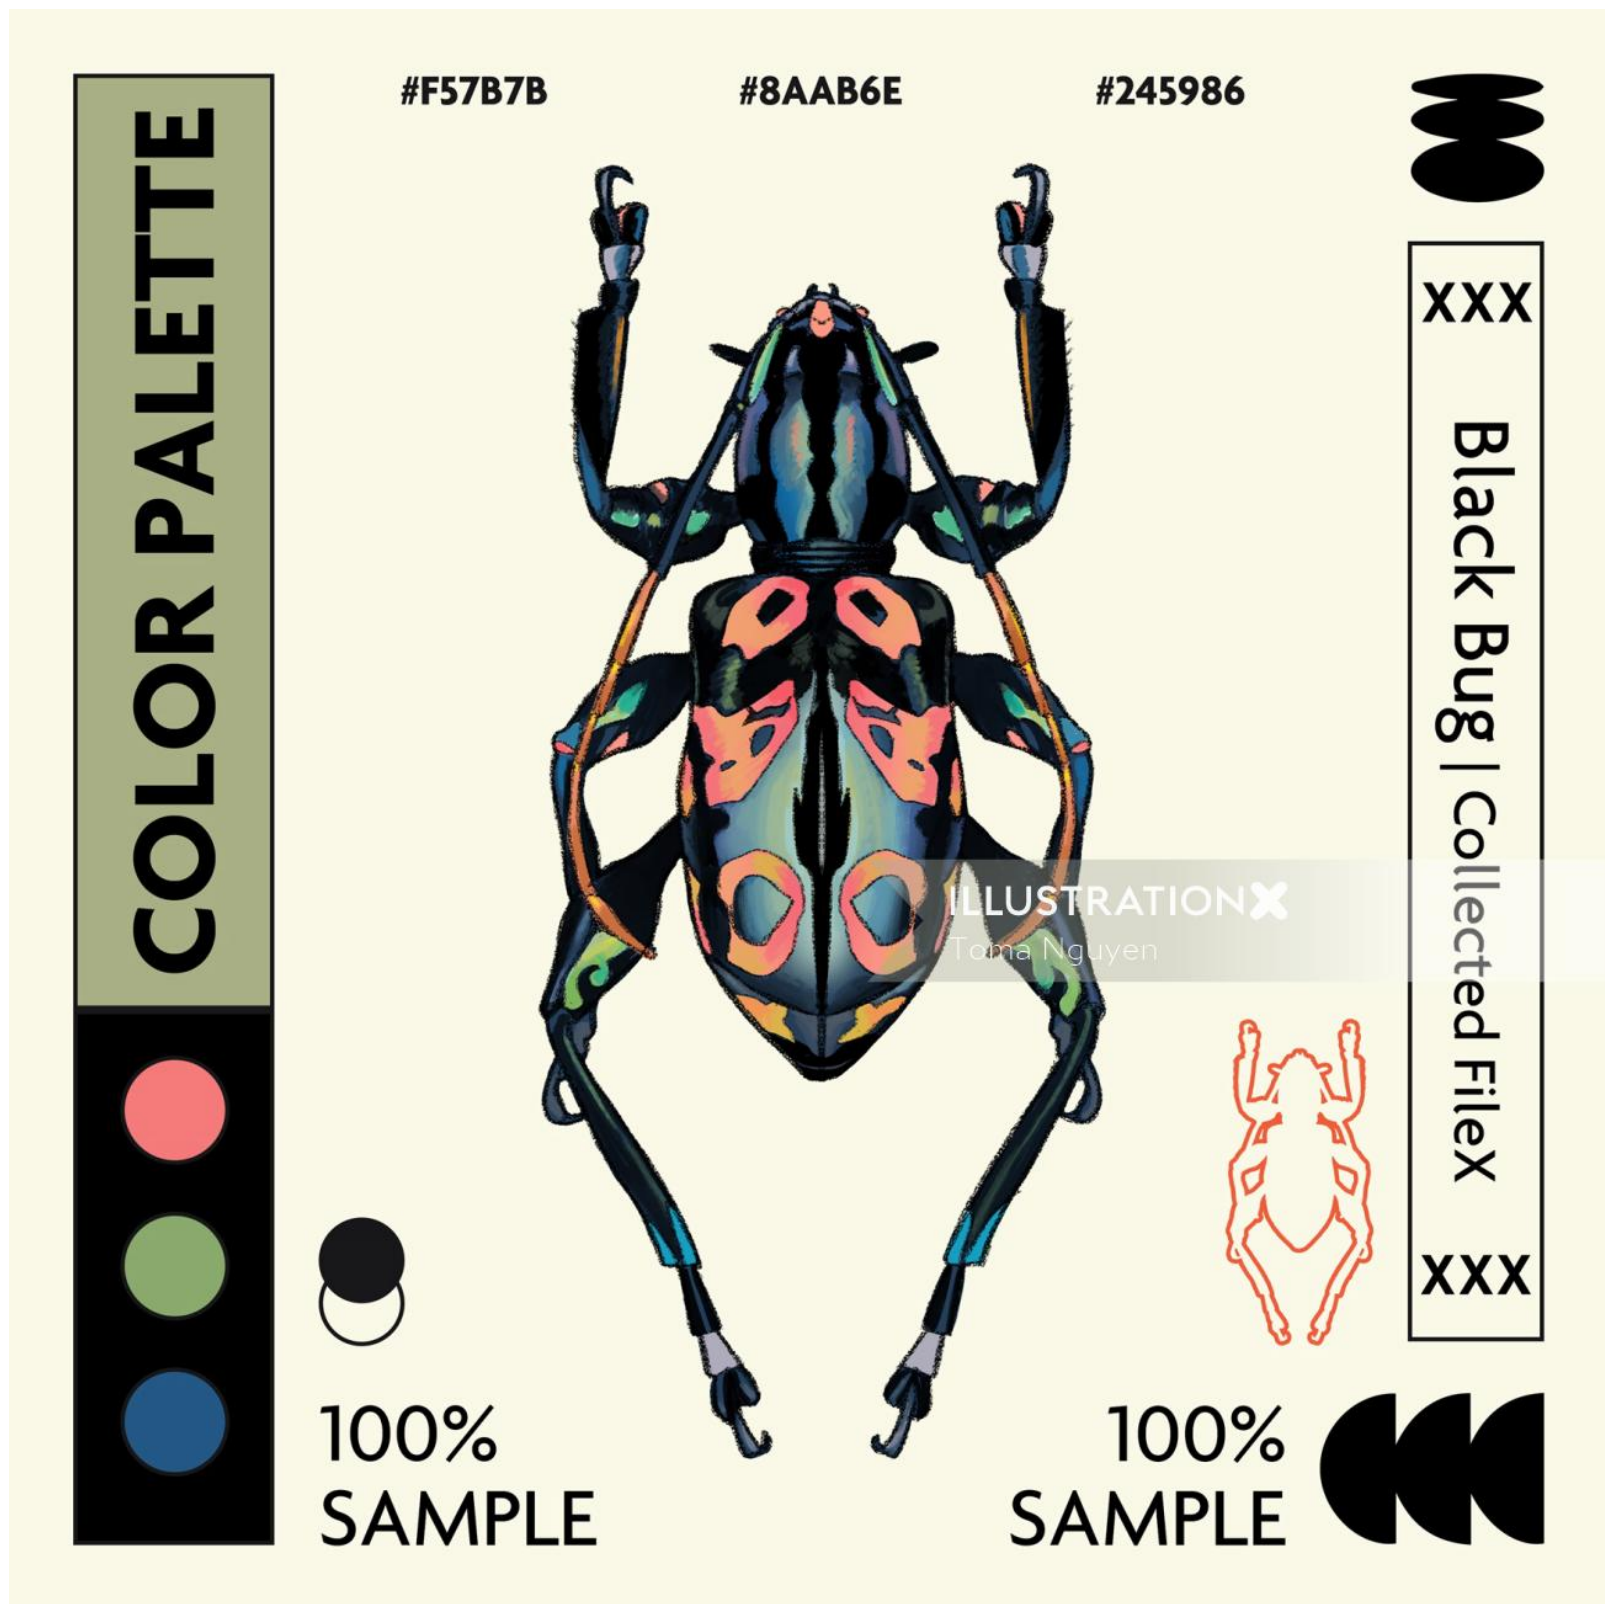 COLOR PALETTE
#F57B7B
#8AAB6E
#245986
XXX
Black Bug | Collected FileX
XXX
ILLUSTRATIONX
Toma Nguyen
100%
SAMPLE
100%
SAMPLE